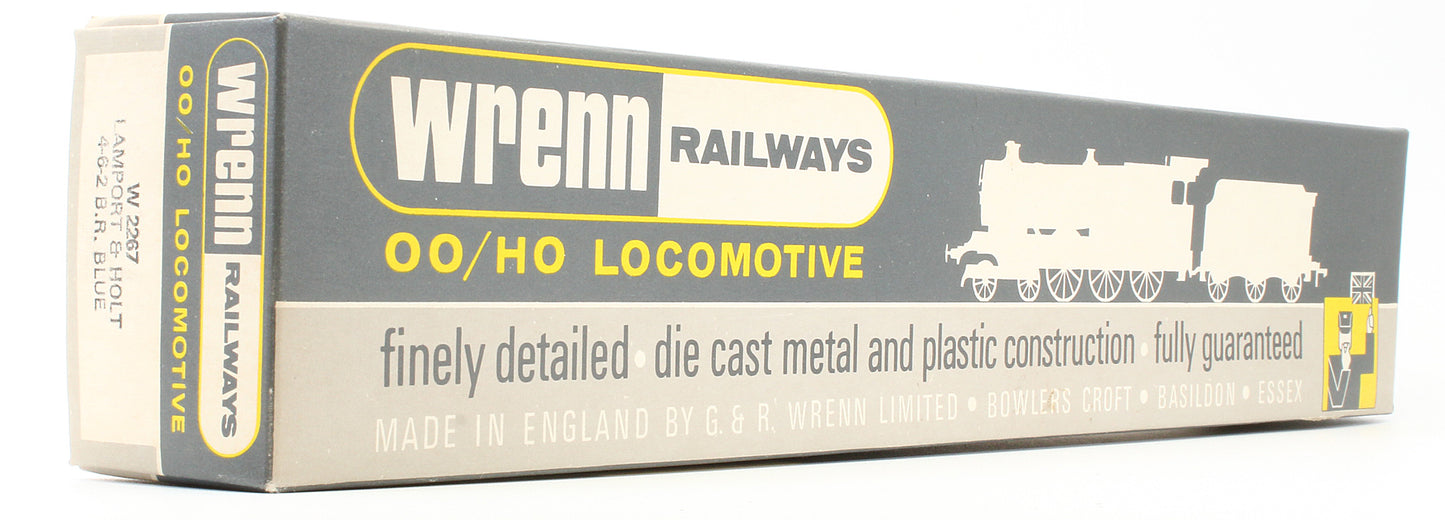 W 2267
LAMPORT & HOLT
4-6-2 B.R. BLUE
wrenn RAILWAYS
OO/HO LOCOMOTIVE
wrenn RAILWAYS
OO/HO LOCOMOTIVE
finely detailed • die cast metal and plastic construction • fully guaranteed
MADE IN ENGLAND BY G. & R. WRENN LIMITED • BOWLERS CROFT • BASILDON • ESSEX